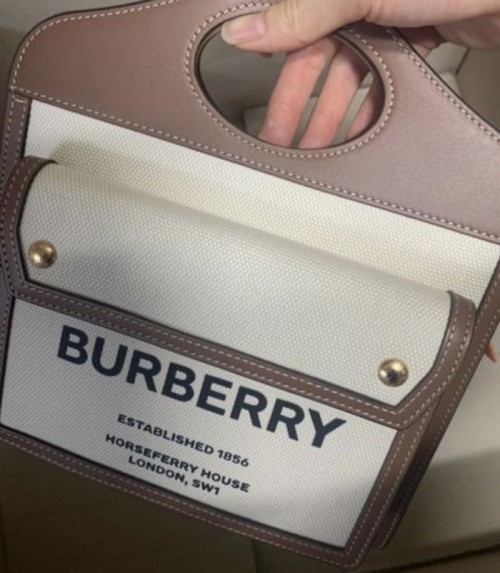 BURBERRY
ESTABLISHED 1856
HORSEFERRY HOUSE
LONDON, SW1